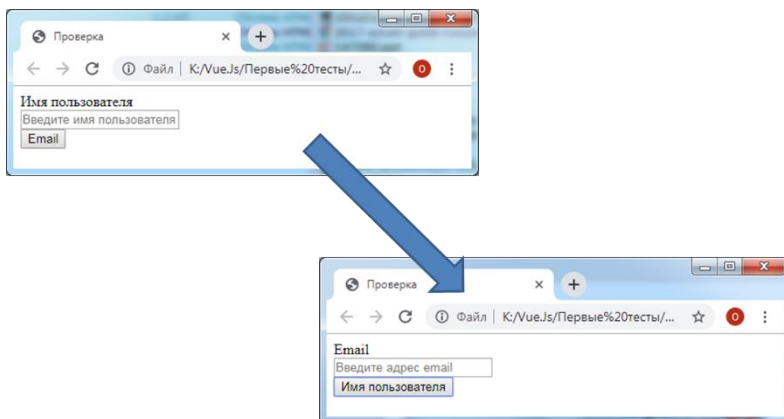 Проверка
Файл K:/Vue.Js/Первые%20тесты/... О
Имя пользователя
Введите имя пользователя
Email
Проверка
Файл K:/Vue.Js/Первые%20тесты/... О
Email
Введите адрес email
Имя пользователя